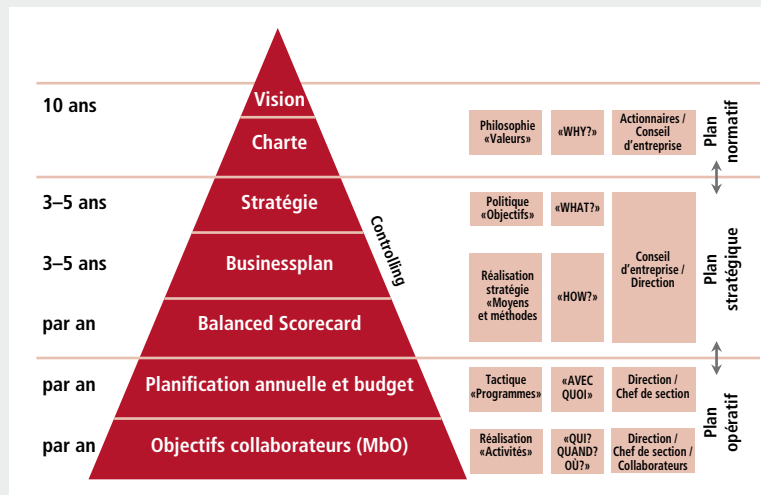 10 ans
Vision
Charte
Philosophie
«Valeurs»
«WHY?»
Actionnaires /
Conseil
d'entreprise
Plan
normatif
3–5 ans
Stratégie
Politique
«Objectifs»
«WHAT?»
Controlling
3–5 ans
Businessplan
Réalisation
stratégie
«Moyens
et méthodes
«HOW?»
Conseil
d'entreprise /
Direction
Plan
stratégique
par an
Balanced Scorecard
par an
Planification annuelle et budget
Tactique
«Programmes»
«AVEC
QUOI»
Direction /
Chef de section
Plan
opératif
par an
Objectifs collaborateurs (MbO)
Réalisation
«Activités»
«QUI?
QUAND?
OÙ?»
Direction /
Chef de section /
Collaborateurs